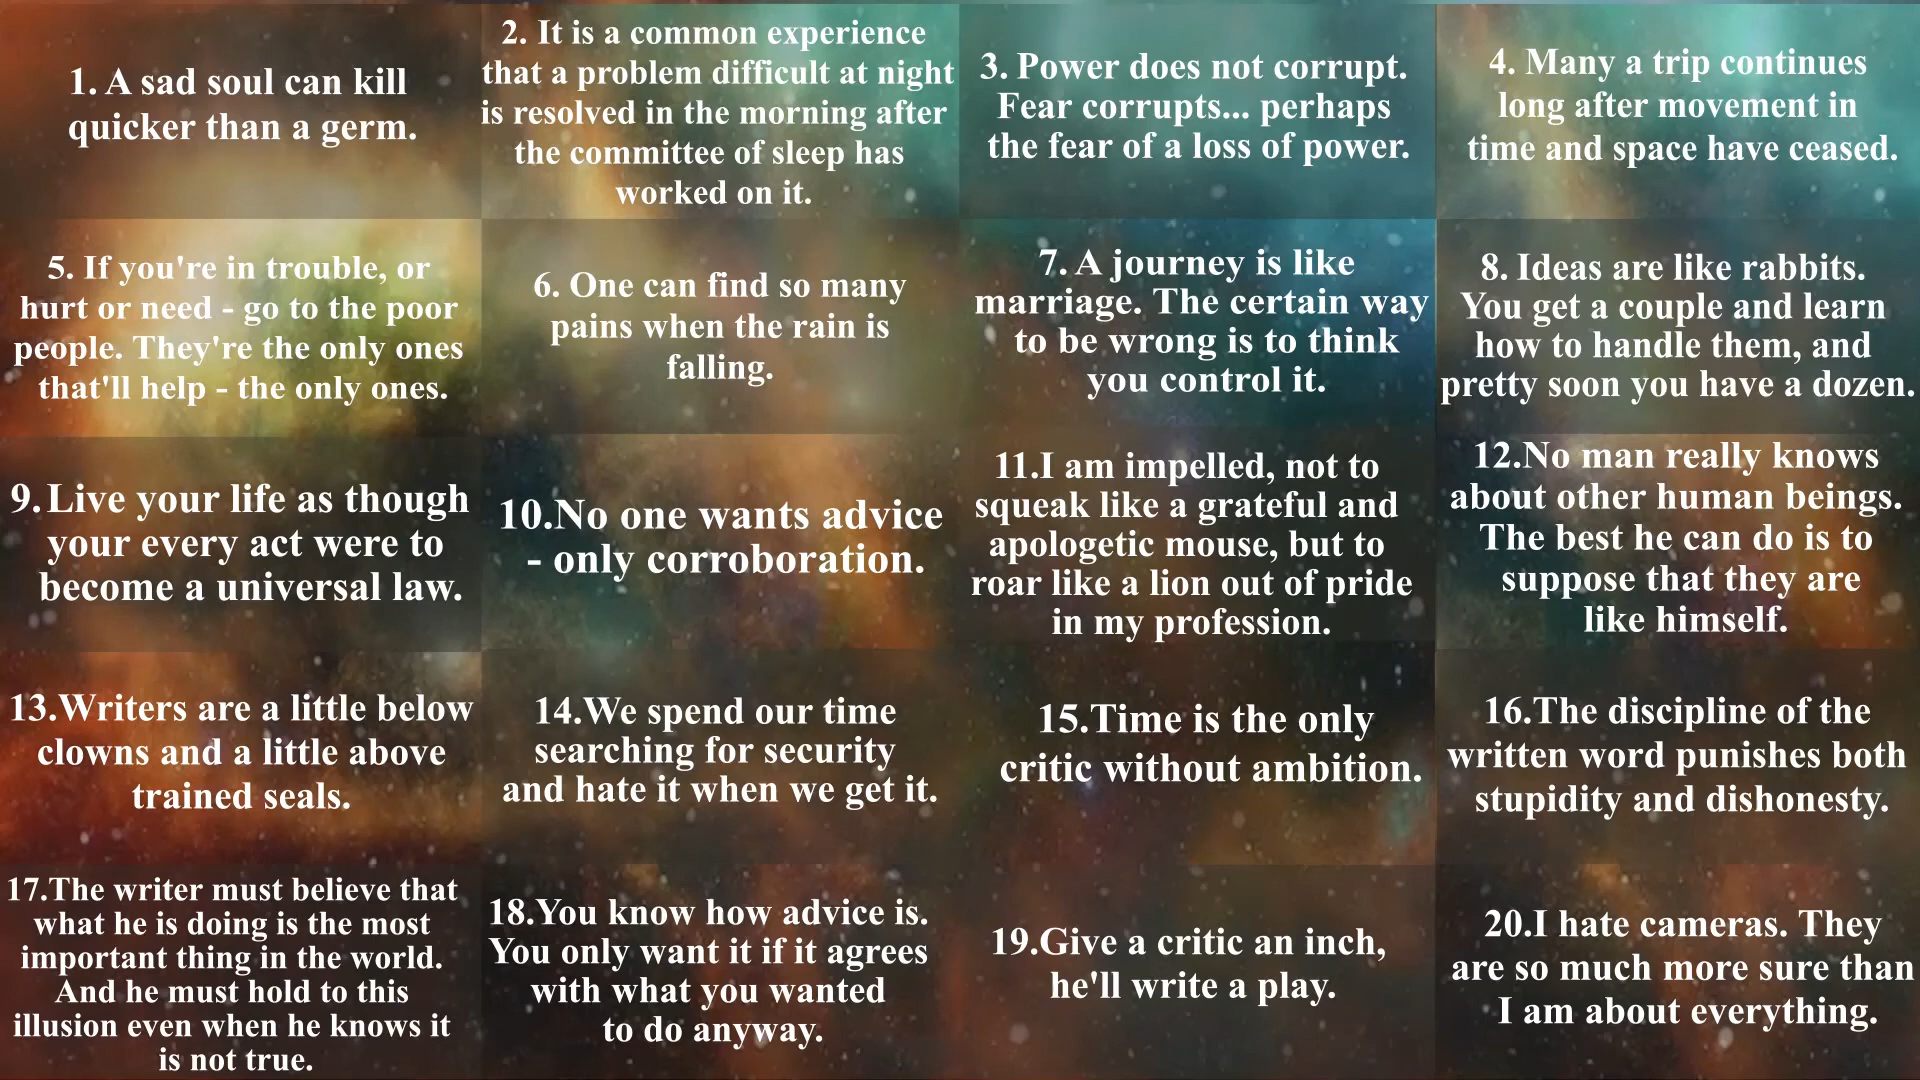 1. A sad soul can kill
quicker than a germ.
2. It is a common experience
that a problem difficult at night
is resolved in the morning after
the committee of sleep has
worked on it.
3. Power does not corrupt.
Fear corrupts... perhaps
the fear of a loss of power.
4. Many a trip continues
long after movement in
time and space have ceased.
5. If you're in trouble, or
hurt or need - go to the poor
people. They're the only ones
that'll help - the only ones.
6. One can find so many
pains when the rain is
falling.
7. A journey is like
marriage. The certain way
to be wrong is to think
you control it.
8. Ideas are like rabbits.
You get a couple and learn
how to handle them, and
pretty soon you have a dozen.
9. Live your life as though
your every act were to
become a universal law.
10.No one wants advice
- only corroboration.
11.I am impelled, not to
squeak like a grateful and
apologetic mouse, but to
roar like a lion out of pride
in my profession.
12.No man really knows
about other human beings.
The best he can do is to
suppose that they are
like himself.
13.Writers are a little below
clowns and a little above
trained seals.
14.We spend our time
searching for security
and hate it when we get it.
15.Time is the only
critic without ambition.
16.The discipline of the
written word punishes both
stupidity and dishonesty.
17.The writer must believe that
what he is doing is the most
important thing in the world.
And he must hold to this
illusion even when he knows it
is not true.
18.You know how advice is.
You only want it if it agrees
with what you wanted
to do anyway.
19.Give a critic an inch,
he'll write a play.
20.I hate cameras. They
are so much more sure than
I am about everything.